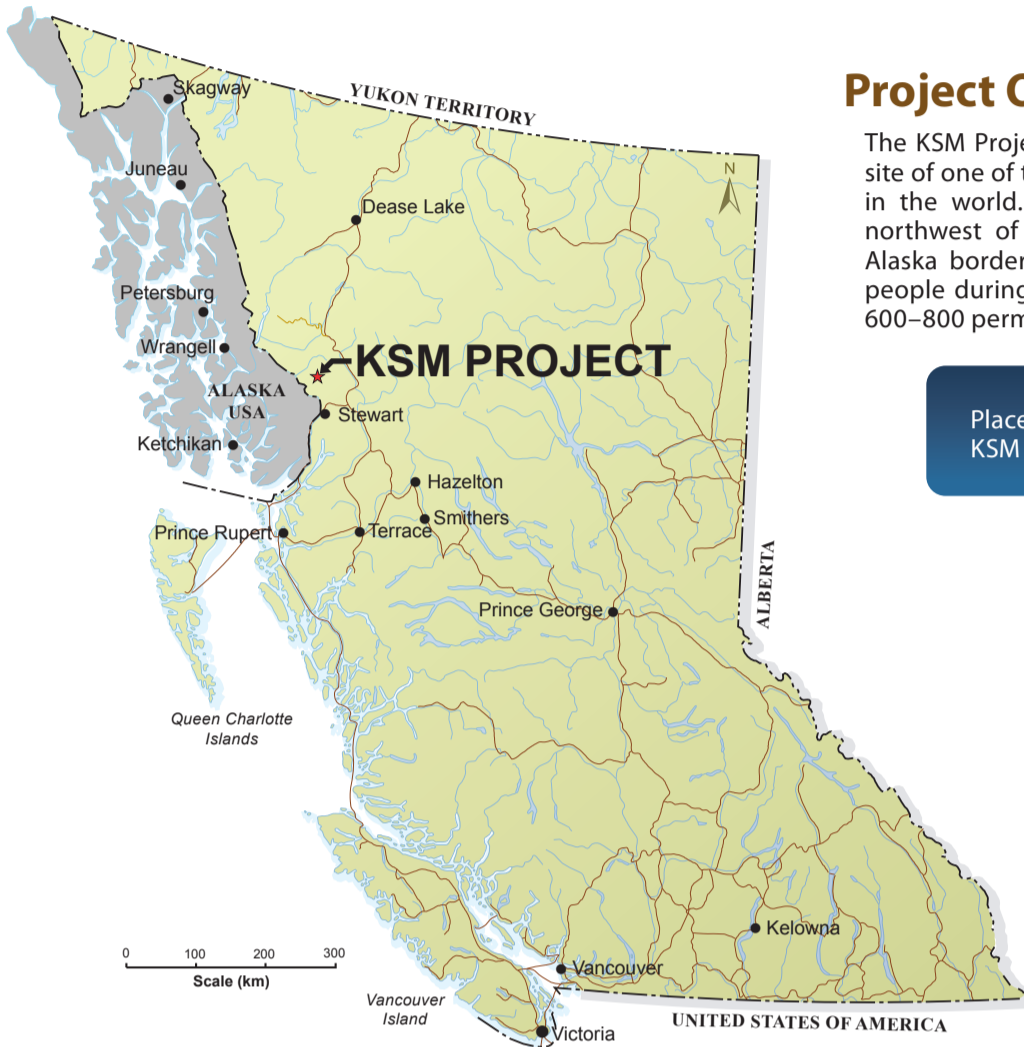 Skagway
YUKON TERRITORY
Juneau
N
Dease Lake
Petersburg
Wrangell
KSM PROJECT
ALASKA
USA
Stewart
Ketchikan
Hazelton
Smithers
Prince Rupert
Terrace
Prince George
ALBERTA
Queen Charlotte
Islands
Kelowna
0 100 200 300
Scale (km)
Vancouver
Vancouver
Island
UNITED STATES OF AMERICA
Victoria
Project
The KSM
site of one of
in the world.
northwest of
Alaska border
people during
600–800
KSM